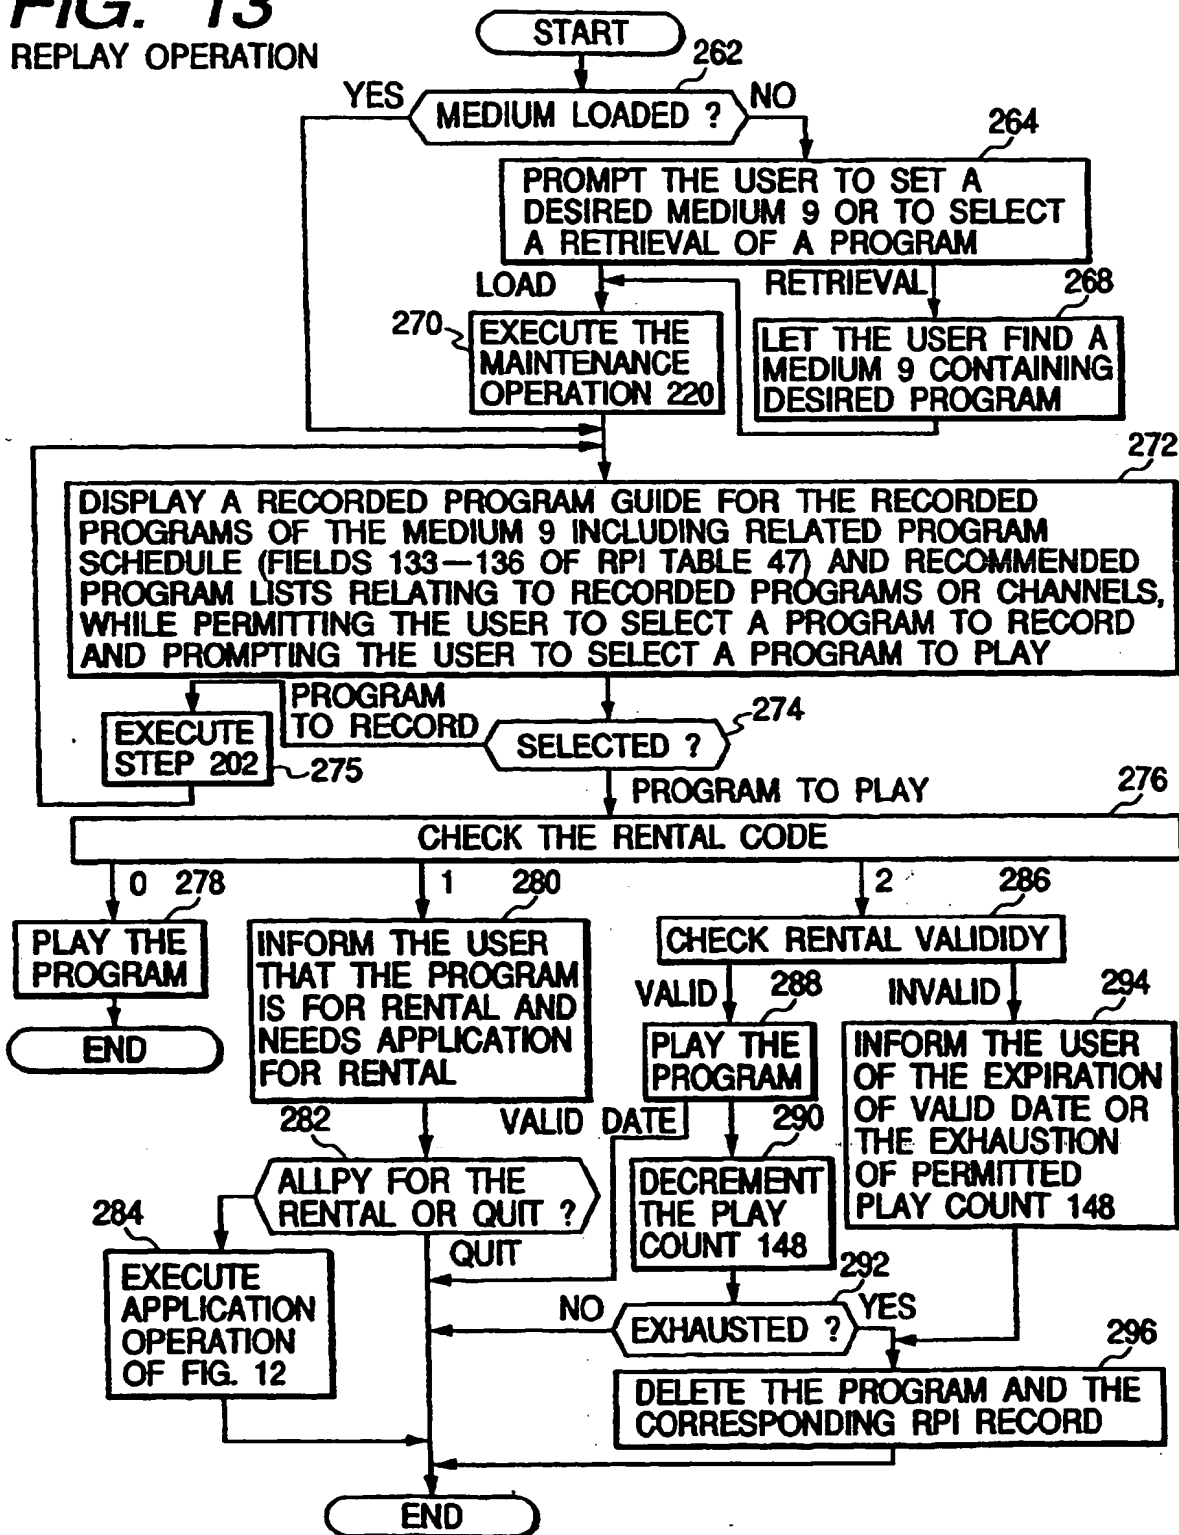 FIG. 13
REPLAY OPERATION
START
262
YES
MEDIUM LOADED ?
NO
264
PROMPT THE USER TO SET A
DESIRED MEDIUM 9 OR TO SELECT
A RETRIEVAL OF A PROGRAM
LOAD
RETRIEVAL
268
270
EXECUTE THE
MAINTENANCE
OPERATION 220
LET THE USER FIND A
MEDIUM 9 CONTAINING
DESIRED PROGRAM
272
DISPLAY A RECORDED PROGRAM GUIDE FOR THE RECORDED
PROGRAMS OF THE MEDIUM 9 INCLUDING RELATED PROGRAM
SCHEDULE (FIELDS 133—136 OF RPI TABLE 47) AND RECOMMENDED
PROGRAM LISTS RELATING TO RECORDED PROGRAMS OR CHANNELS,
WHILE PERMITTING THE USER TO SELECT A PROGRAM TO RECORD
AND PROMPTING THE USER TO SELECT A PROGRAM TO PLAY
PROGRAM
TO RECORD
274
EXECUTE
STEP 202
275
SELECTED ?
PROGRAM TO PLAY
276
CHECK THE RENTAL CODE
0
278
1
280
2
286
PLAY THE
PROGRAM
END
INFORM THE USER
THAT THE PROGRAM
IS FOR RENTAL AND
NEEDS APPLICATION
FOR RENTAL
CHECK RENTAL VALIDIDY
VALID
288
INVALID
294
PLAY THE
PROGRAM
INFORM THE USER
OF THE EXPIRATION
OF VALID DATE OR
THE EXHAUSTION
OF PERMITTED
PLAY COUNT 148
282
VALID DATE
290
ALLPY FOR THE
RENTAL OR QUIT ?
DECREMENT
THE PLAY
COUNT 148
284
QUIT
EXECUTE
APPLICATION
OPERATION
OF FIG. 12
292
NO
EXHAUSTED ?
YES
296
DELETE THE PROGRAM AND THE
CORRESPONDING RPI RECORD
END